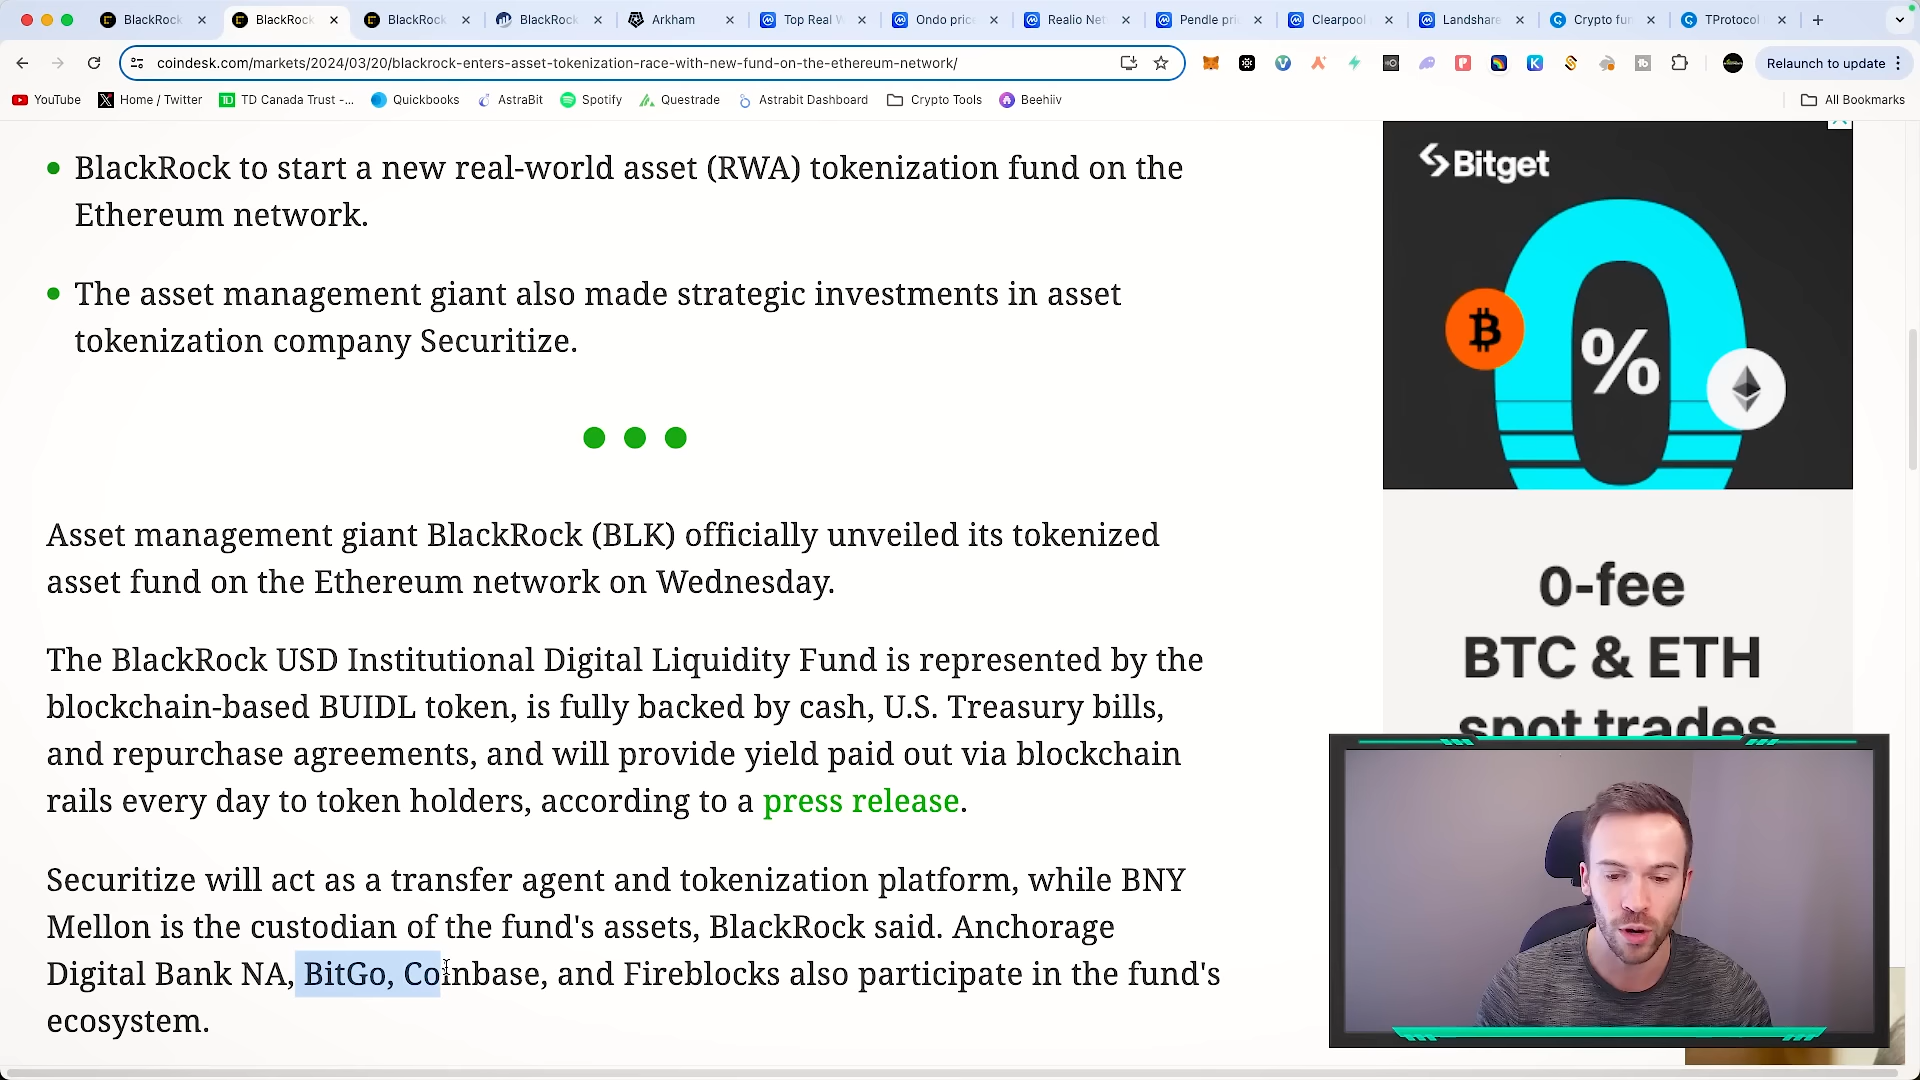 BlackRock
BlackRock
BlackRock
BlackRock
Arkham
Top Real W
Ondo pric
Realio Net
Pendle pri
Clearpool
Landshare
Crypto fun
TProtocol
coindesk.com/markets/2024/03/20/blackrock-enters-asset-tokenization-race-with-new-fund-on-the-ethereum-network/
Relaunch to update
YouTube
Home / Twitter
TD Canada Trust -...
Quickbooks
AstraBit
Spotify
Questrade
Astrabit Dashboard
Crypto Tools
Beehiiv
All Bookmarks
BlackRock to start a new real-world asset (RWA) tokenization fund on the
Ethereum network.
The asset management giant also made strategic investments in asset
tokenization company Securitize.
Asset management giant BlackRock (BLK) officially unveiled its tokenized
asset fund on the Ethereum network on Wednesday.
The BlackRock USD Institutional Digital Liquidity Fund is represented by the
blockchain-based BUIDL token, is fully backed by cash, U.S. Treasury bills,
and repurchase agreements, and will provide yield paid out via blockchain
rails every day to token holders, according to a press release.
Securitize will act as a transfer agent and tokenization platform, while BNY
Mellon is the custodian of the fund's assets, BlackRock said. Anchorage
Digital Bank NA, BitGo, Coinbase, and Fireblocks also participate in the fund's
ecosystem.
Bitget
0%
0-fee
BTC & ETH
spot trades